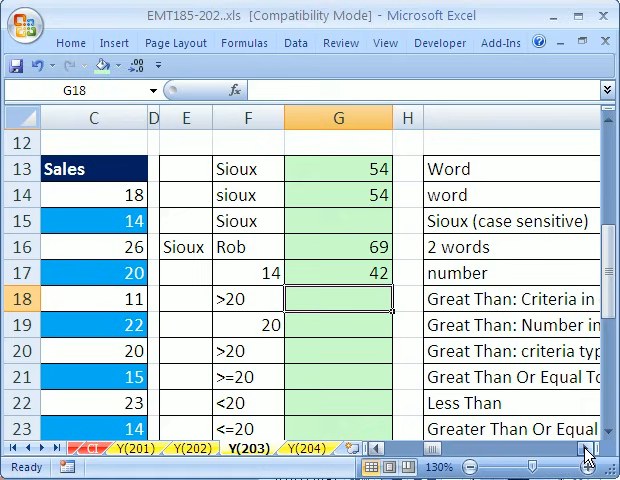 EMT185-202..xls [Compatibility Mode] - Microsoft Excel
Home Insert Page Layout Formulas Data Review View Developer Add-Ins
G18 fx
C D E F G H
12
13 Sales Sioux 54 Word
14 18 sioux 54 word
15 14 Sioux Sioux (case sensitive)
16 26 Sioux Rob 69 2 words
17 20 14 42 number
18 11 >20 Great Than: Criteria in
19 22 20 Great Than: Number in
20 20 >20 Great Than: criteria typ
21 15 >=20 Great Than Or Equal To
22 23 <20 Less Than
23 14 <=20 Greater Than Or Equal
CI Y(201) Y(202) Y(203) Y(204)
Ready 130%